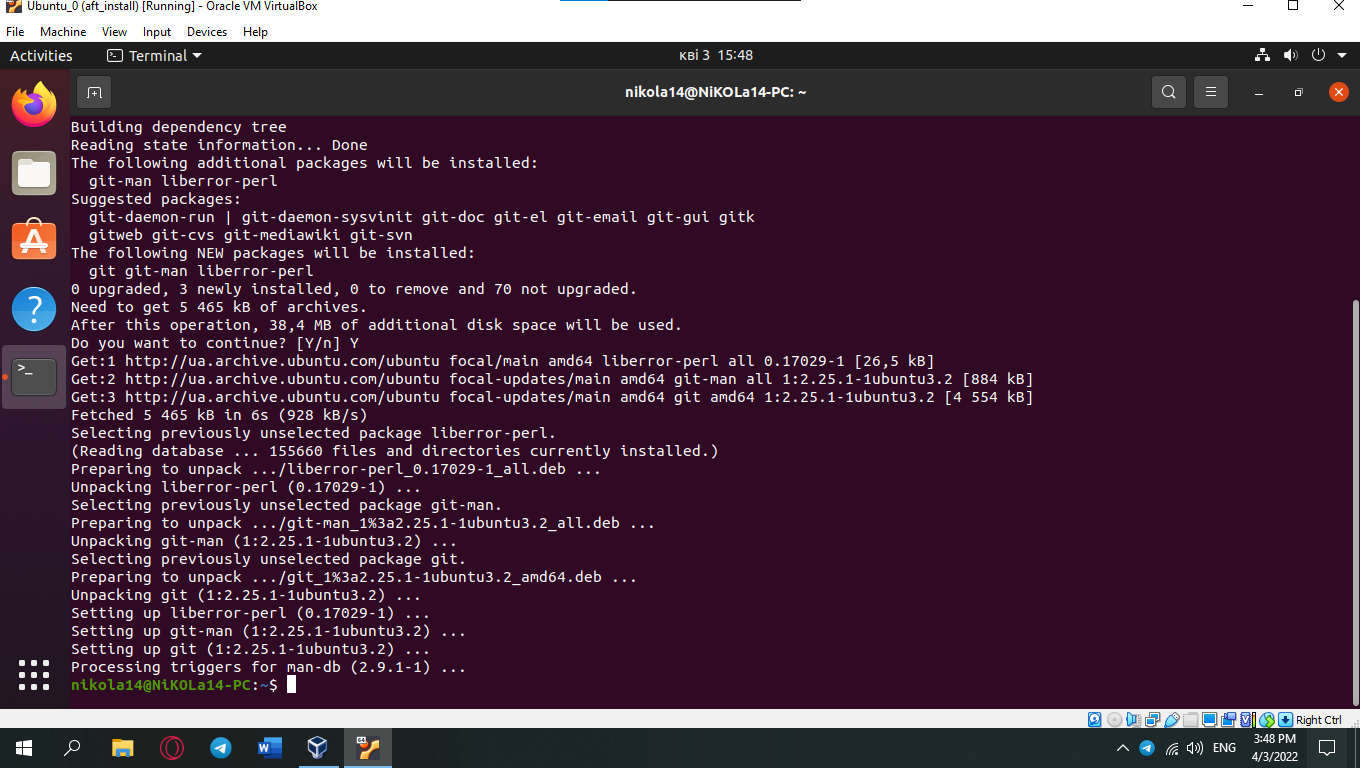 Ubuntu_0 (aft_install) [Running] - Oracle VM VirtualBox
File Machine View Input Devices Help
Activities Terminal кві 3 15:48
nikola14@NiKOLa14-PC: ~
Building dependency tree
Reading state information... Done
The following additional packages will be installed:
  git-man liberror-perl
Suggested packages:
  git-daemon-run | git-daemon-sysvinit git-doc git-el git-email git-gui gitk
  gitweb git-cvs git-mediawiki git-svn
The following NEW packages will be installed:
  git git-man liberror-perl
0 upgraded, 3 newly installed, 0 to remove and 70 not upgraded.
Need to get 5 465 kB of archives.
After this operation, 38,4 MB of additional disk space will be used.
Do you want to continue? [Y/n] Y
Get:1 http://ua.archive.ubuntu.com/ubuntu focal/main amd64 liberror-perl all 0.17029-1 [26,5 kB]
Get:2 http://ua.archive.ubuntu.com/ubuntu focal-updates/main amd64 git-man all 1:2.25.1-1ubuntu3.2 [884 kB]
Get:3 http://ua.archive.ubuntu.com/ubuntu focal-updates/main amd64 git amd64 1:2.25.1-1ubuntu3.2 [4 554 kB]
Fetched 5 465 kB in 6s (928 kB/s)
Selecting previously unselected package liberror-perl.
(Reading database ... 155660 files and directories currently installed.)
Preparing to unpack .../liberror-perl_0.17029-1_all.deb ...
Unpacking liberror-perl (0.17029-1) ...
Selecting previously unselected package git-man.
Preparing to unpack .../git-man_1%3a2.25.1-1ubuntu3.2_all.deb ...
Unpacking git-man (1:2.25.1-1ubuntu3.2) ...
Selecting previously unselected package git.
Preparing to unpack .../git_1%3a2.25.1-1ubuntu3.2_amd64.deb ...
Unpacking git (1:2.25.1-1ubuntu3.2) ...
Setting up liberror-perl (0.17029-1) ...
Setting up git-man (1:2.25.1-1ubuntu3.2) ...
Setting up git (1:2.25.1-1ubuntu3.2) ...
Processing triggers for man-db (2.9.1-1) ...
nikola14@NiKOLa14-PC:~$
Right Ctrl
ENG
3:48 PM
4/3/2022